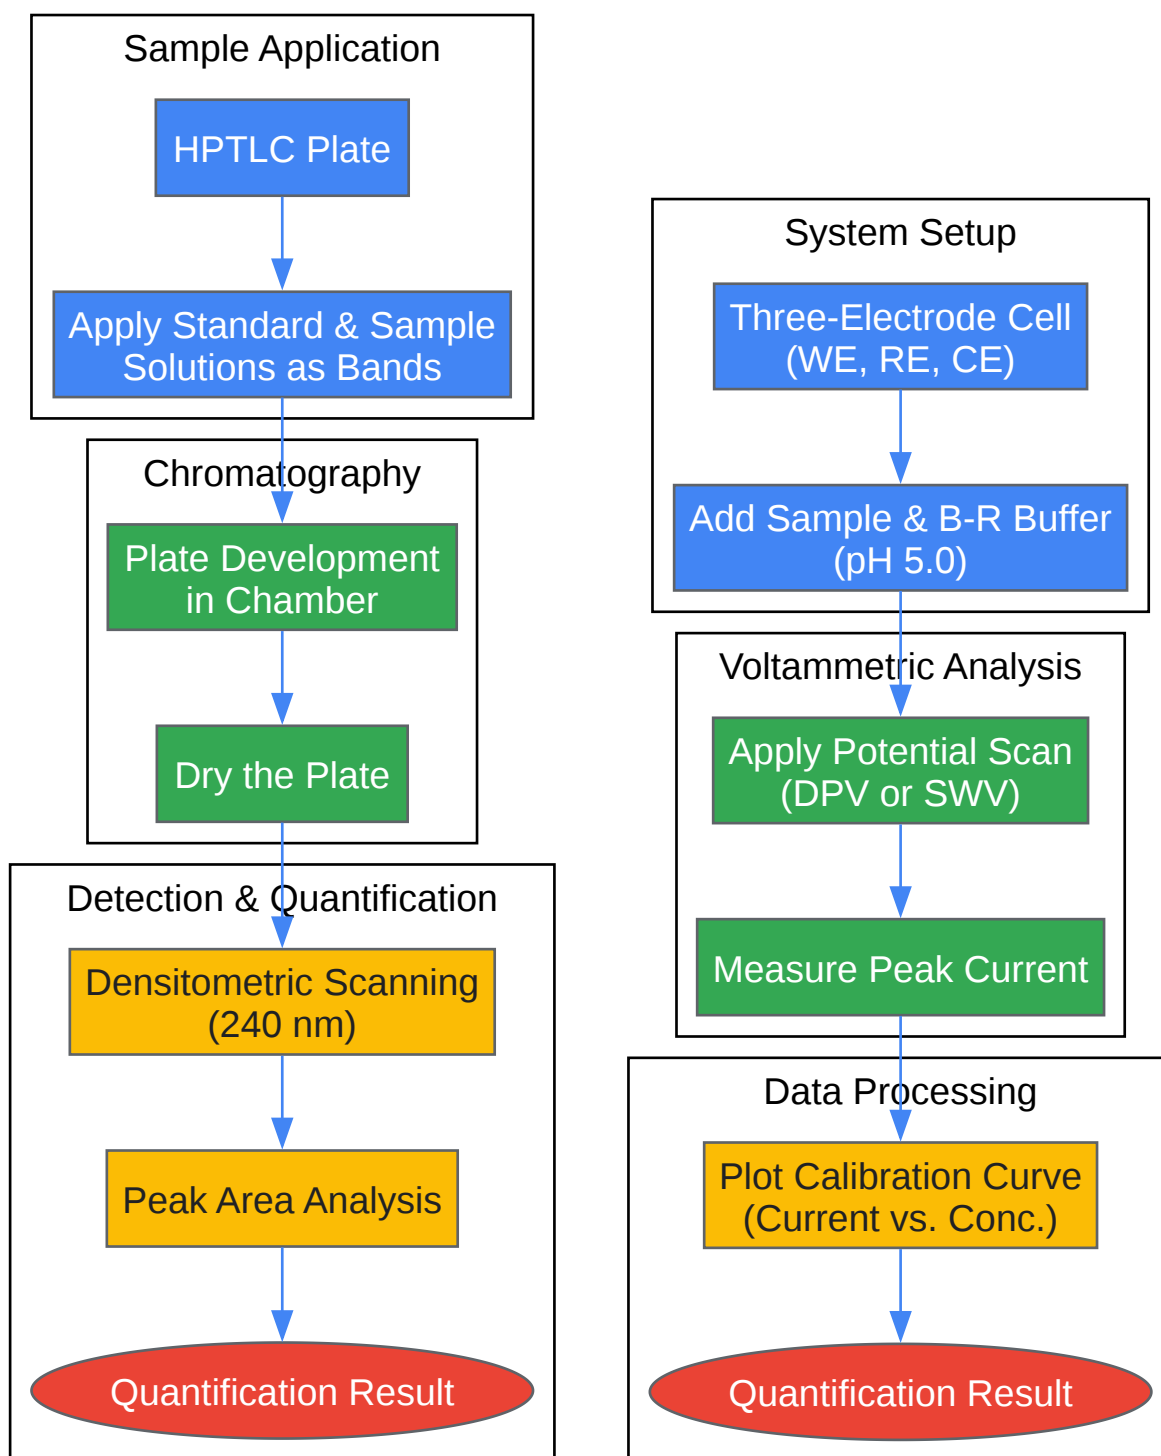 Sample Application
HPTLC Plate
Apply Standard & Sample
Solutions as Bands
Chromatography
Plate Development
in Chamber
Dry the Plate
Detection & Quantification
Densitometric Scanning
(240 nm)
Peak Area Analysis
Quantification Result
System Setup
Three-Electrode Cell
(WE, RE, CE)
Add Sample & B-R Buffer
(pH 5.0)
Voltammetric Analysis
Apply Potential Scan
(DPV or SWV)
Measure Peak Current
Data Processing
Plot Calibration Curve
(Current vs. Conc.)
Quantification Result